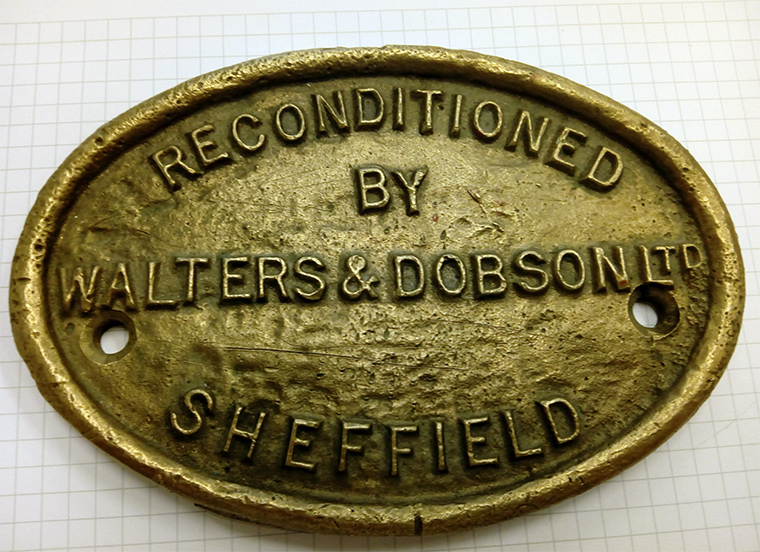 RECONDITIONED
BY
WALTERS & DOBSON LTD
SHEFFIELD